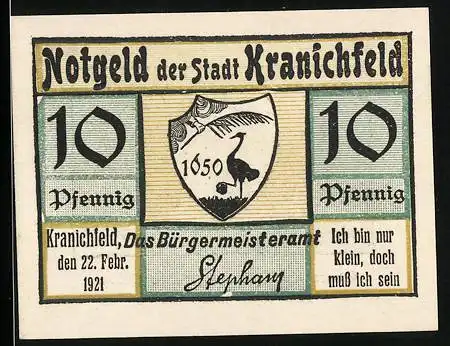 Notgeld der Stadt Kranichfeld
10
Pfennig
1650
10
Pfennig
Kranichfeld,
den 22. Febr.
1921
Das Bürgermeisteramt
Stephan
Ich bin nur
klein, doch
muß ich sein